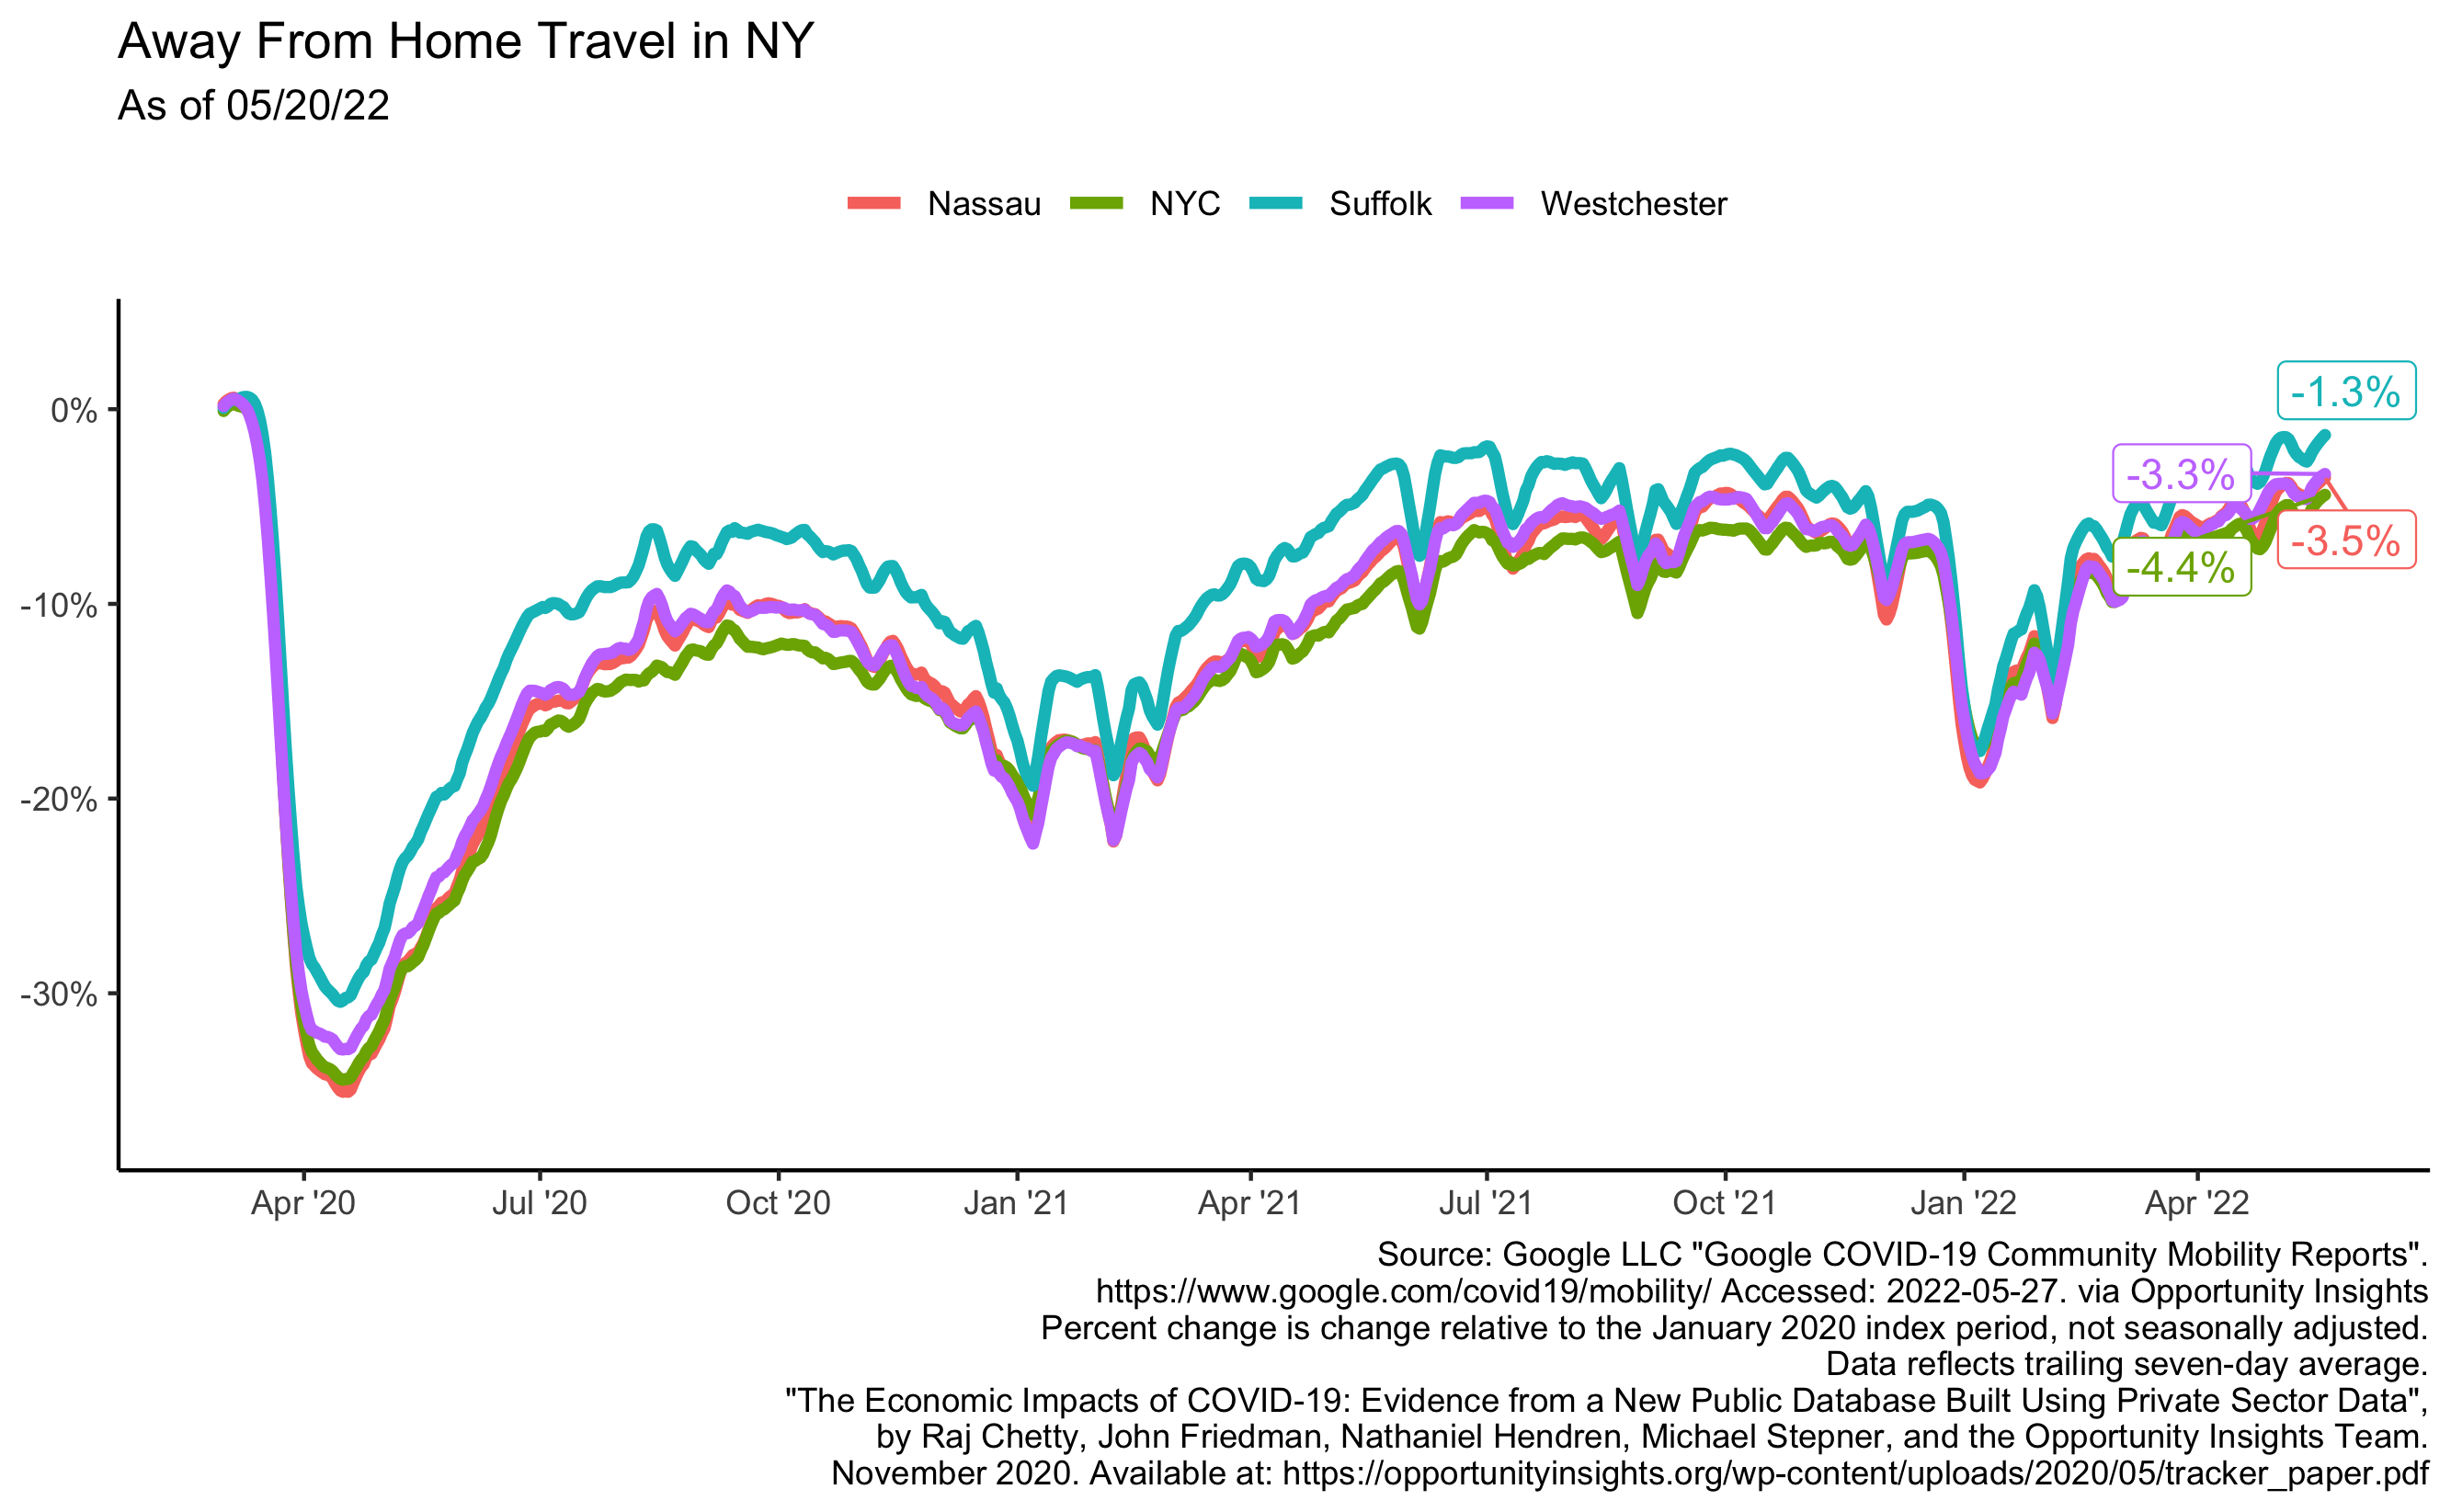 Away From Home Travel in NY
As of 05/20/22
Nassau NYC Suffolk Westchester
0%
-10%
-20%
-30%
-1.3%
-3.3%
-3.5%
-4.4%
Apr '20 Jul '20 Oct '20 Jan '21 Apr '21 Jul '21 Oct '21 Jan '22 Apr '22
Source: Google LLC "Google COVID-19 Community Mobility Reports".
https://www.google.com/covid19/mobility/ Accessed: 2022-05-27. via Opportunity Insights
Percent change is change relative to the January 2020 index period, not seasonally adjusted.
Data reflects trailing seven-day average.
"The Economic Impacts of COVID-19: Evidence from a New Public Database Built Using Private Sector Data",
by Raj Chetty, John Friedman, Nathaniel Hendren, Michael Stepner, and the Opportunity Insights Team.
November 2020. Available at: https://opportunityinsights.org/wp-content/uploads/2020/05/tracker_paper.pdf